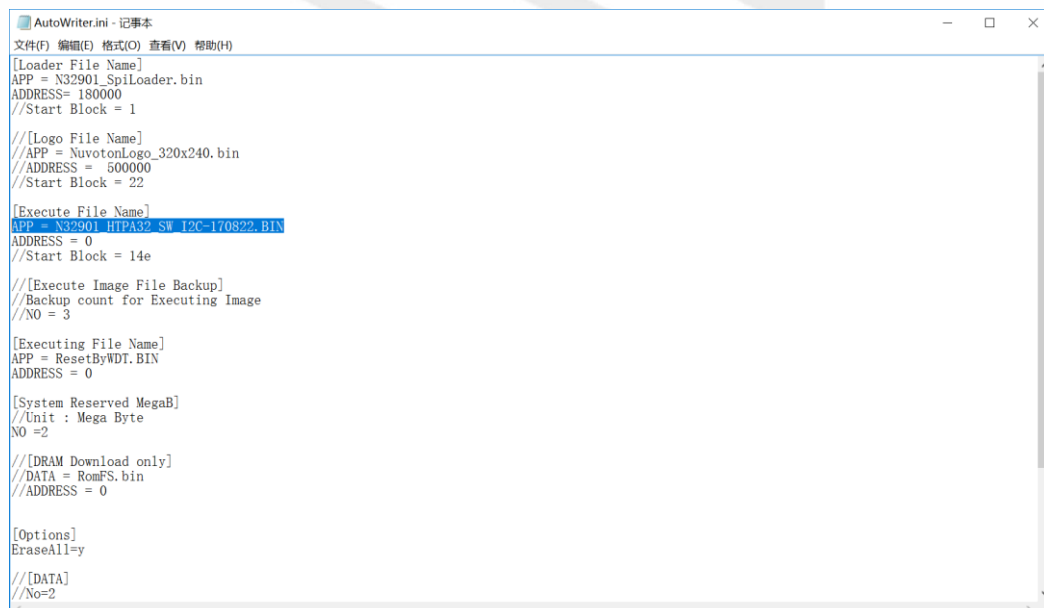 AutoWriter.ini - 记事本
文件(F) 编辑(E) 格式(O) 查看(V) 帮助(H)
[Loader File Name]
APP = N32901_SpiLoader.bin
ADDRESS= 180000
//Start Block = 1
//[Logo File Name]
//APP = NuvotonLogo_320x240.bin
//ADDRESS =  500000
//Start Block = 22
[Execute File Name]
APP = N32901_HTPA32_SW_I2C-170822.BIN
ADDRESS = 0
//Start Block = 14e
//[Execute Image File Backup]
//Backup count for Executing Image
//NO = 3
[Executing File Name]
APP = ResetByWDT.BIN
ADDRESS = 0
[System Reserved MegaB]
//Unit : Mega Byte
NO =2
//[DRAM Download only]
//DATA = RomFS.bin
//ADDRESS = 0
[Options]
EraseAll=y
//[DATA]
//No=2